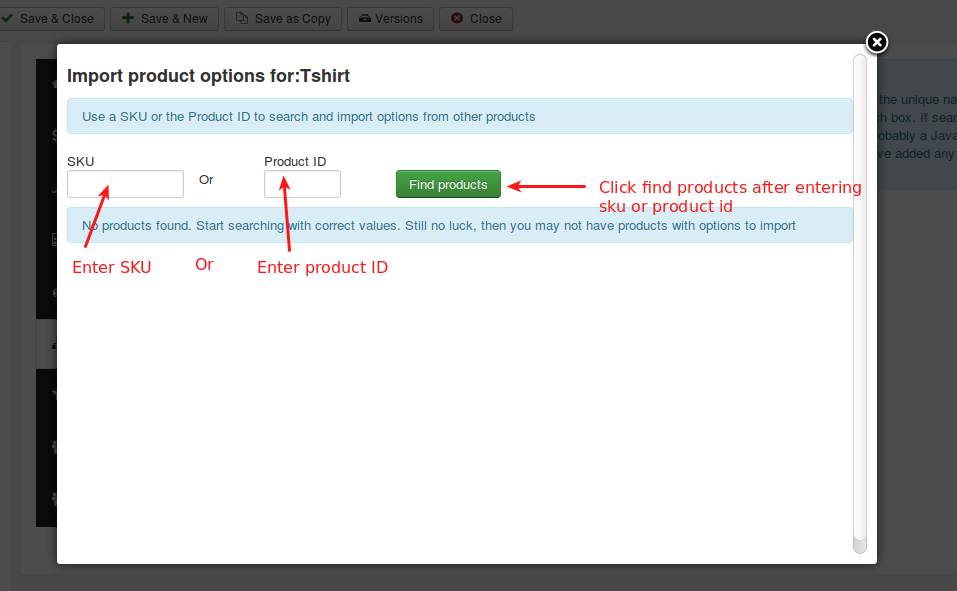 Save & Close Save & New Save as Copy Versions Close
Import product options for:Tshirt
the unique na
Use a SKU or the Product ID to search and import options from other products
ch box. If sear
obably a Java
ve added any
SKU Or Product ID
Find products
Click find products after entering
sku or product id
No products found. Start searching with correct values. Still no luck, then you may not have products with options to import
Enter SKU Or Enter product ID